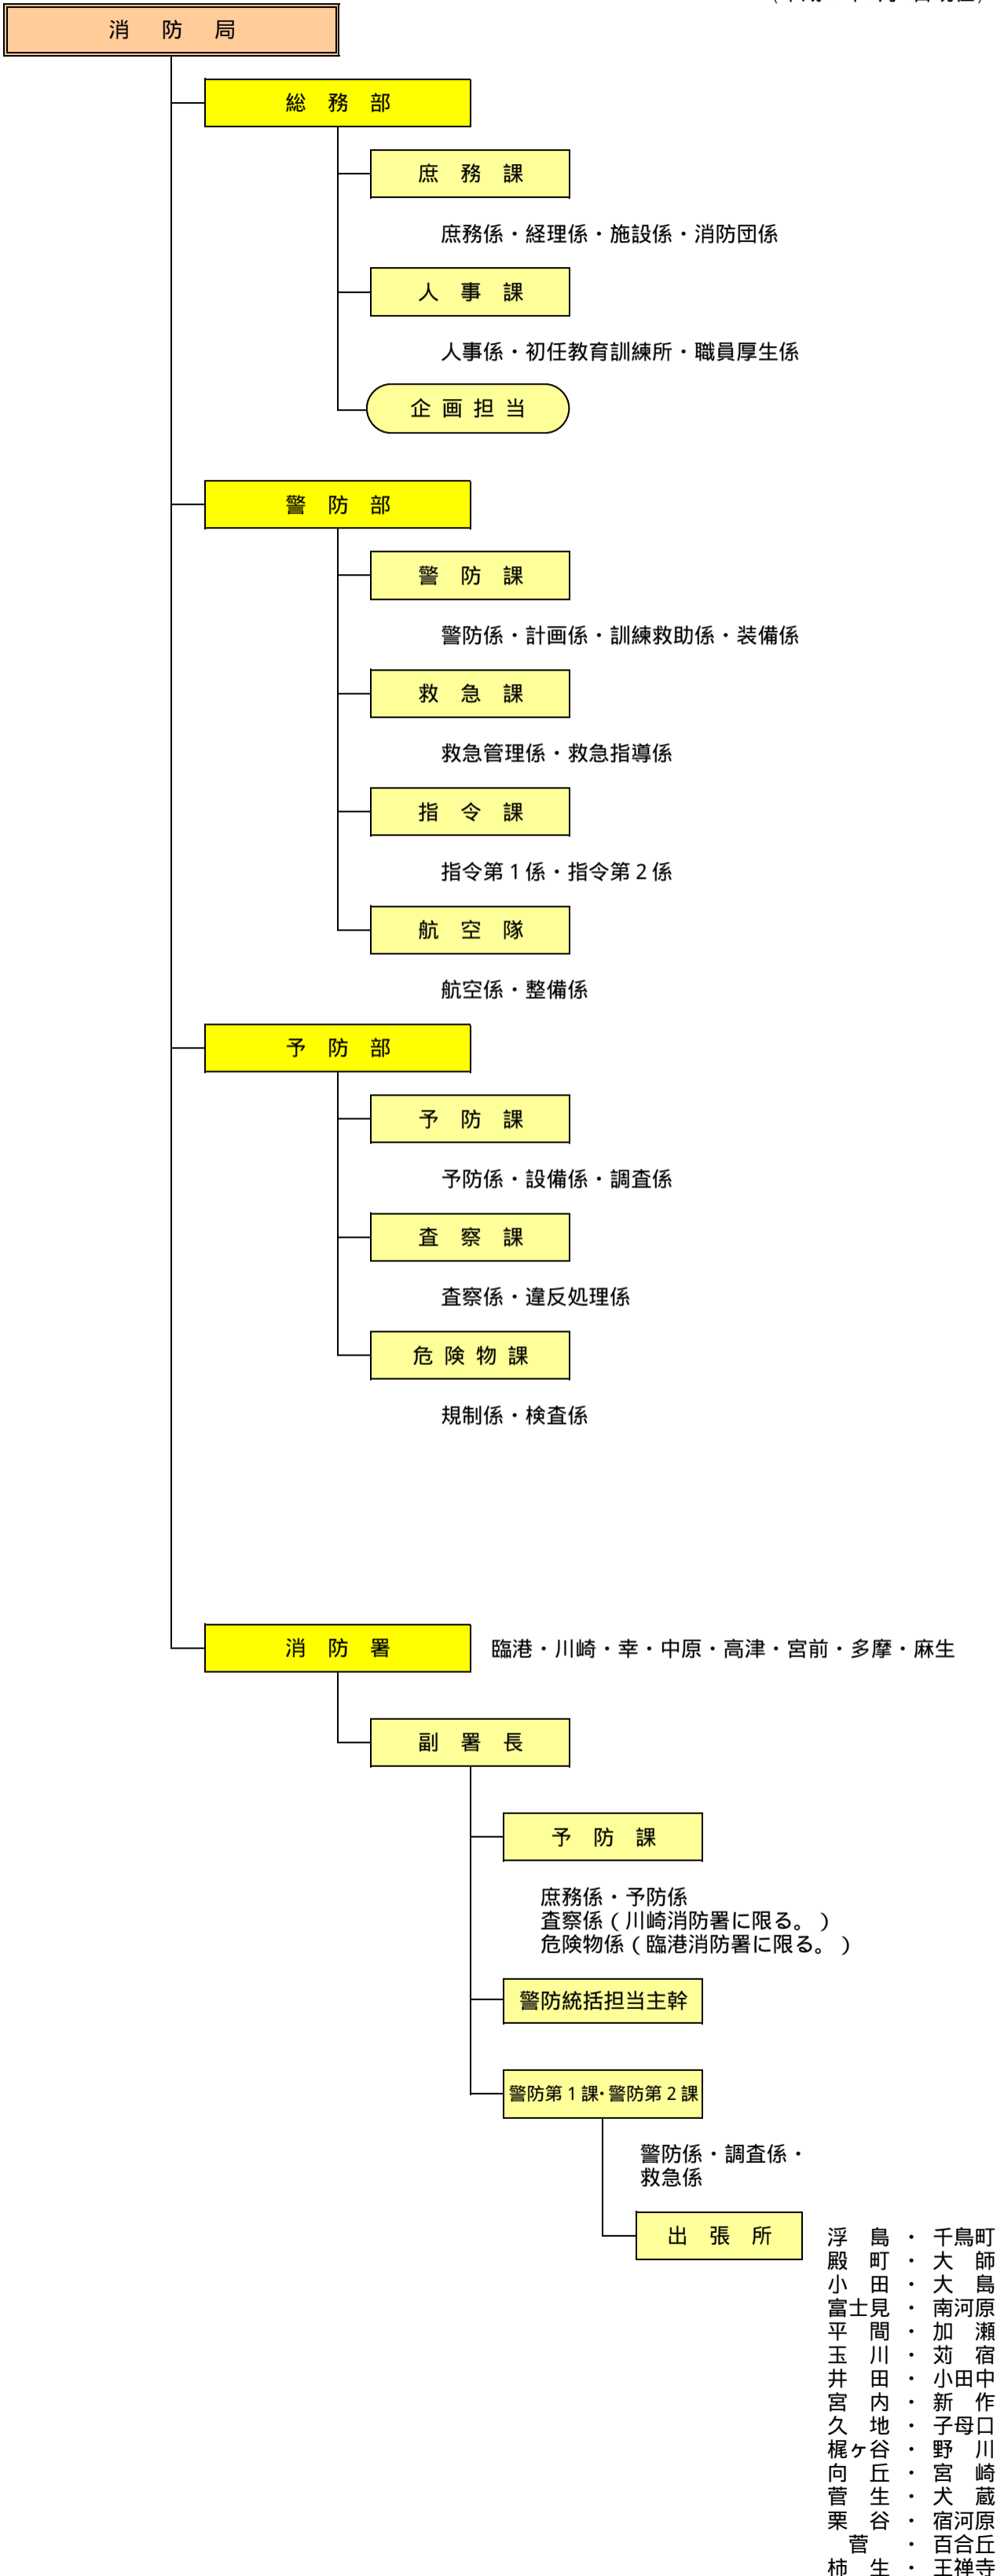 消防局
総務部
庶務課
庶務係・経理係・施設係・消防団係
人事課
人事係・初任教育訓練所・職員厚生係
企画担当
警防部
警防課
警防係・計画係・訓練救助係・装備係
救急課
救急管理係・救急指導係
指令課
指令第1係・指令第2係
航空隊
航空係・整備係
予防部
予防課
予防係・設備係・調査係
査察課
査察係・違反処理係
危険物課
規制係・検査係
消防署 臨港・川崎・幸・中原・高津・宮前・多摩・麻生
副署長
予防課
庶務係・予防係
査察係(川崎消防署に限る。)
危険物係(臨港消防署に限る。)
警防統括担当主幹
警防第1課・警防第2課
警防係・調査係・
救急係
出張所
浮島・千鳥町
殿町・大師
小田・大島
富士見・南河原
平間・加瀬
玉川・苅宿
井田・小田中
宮内・新作
久地・子母口
梶ヶ谷・野川
向丘・宮崎
菅生・犬蔵
栗谷・宿河原
菅・百合丘
柿生・王禅寺